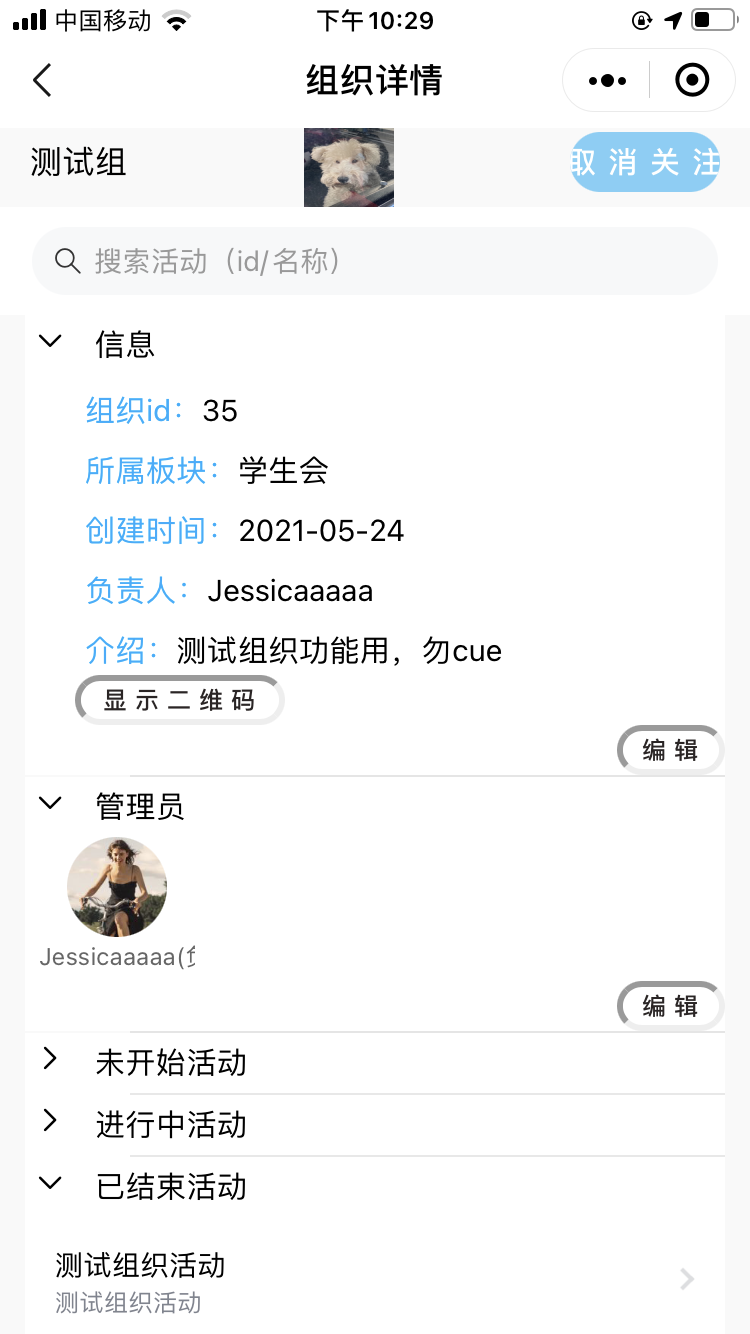 中国移动
下午10:29
组织详情
测试组
取消关注
搜索活动（id/名称）
信息
组织id： 35
所属板块： 学生会
创建时间： 2021-05-24
负责人： Jessicaaaaa
介绍： 测试组织功能用，勿cue
显示二维码
编辑
管理员
Jessicaaaaa(
编辑
未开始活动
进行中活动
已结束活动
测试组织活动
测试组织活动